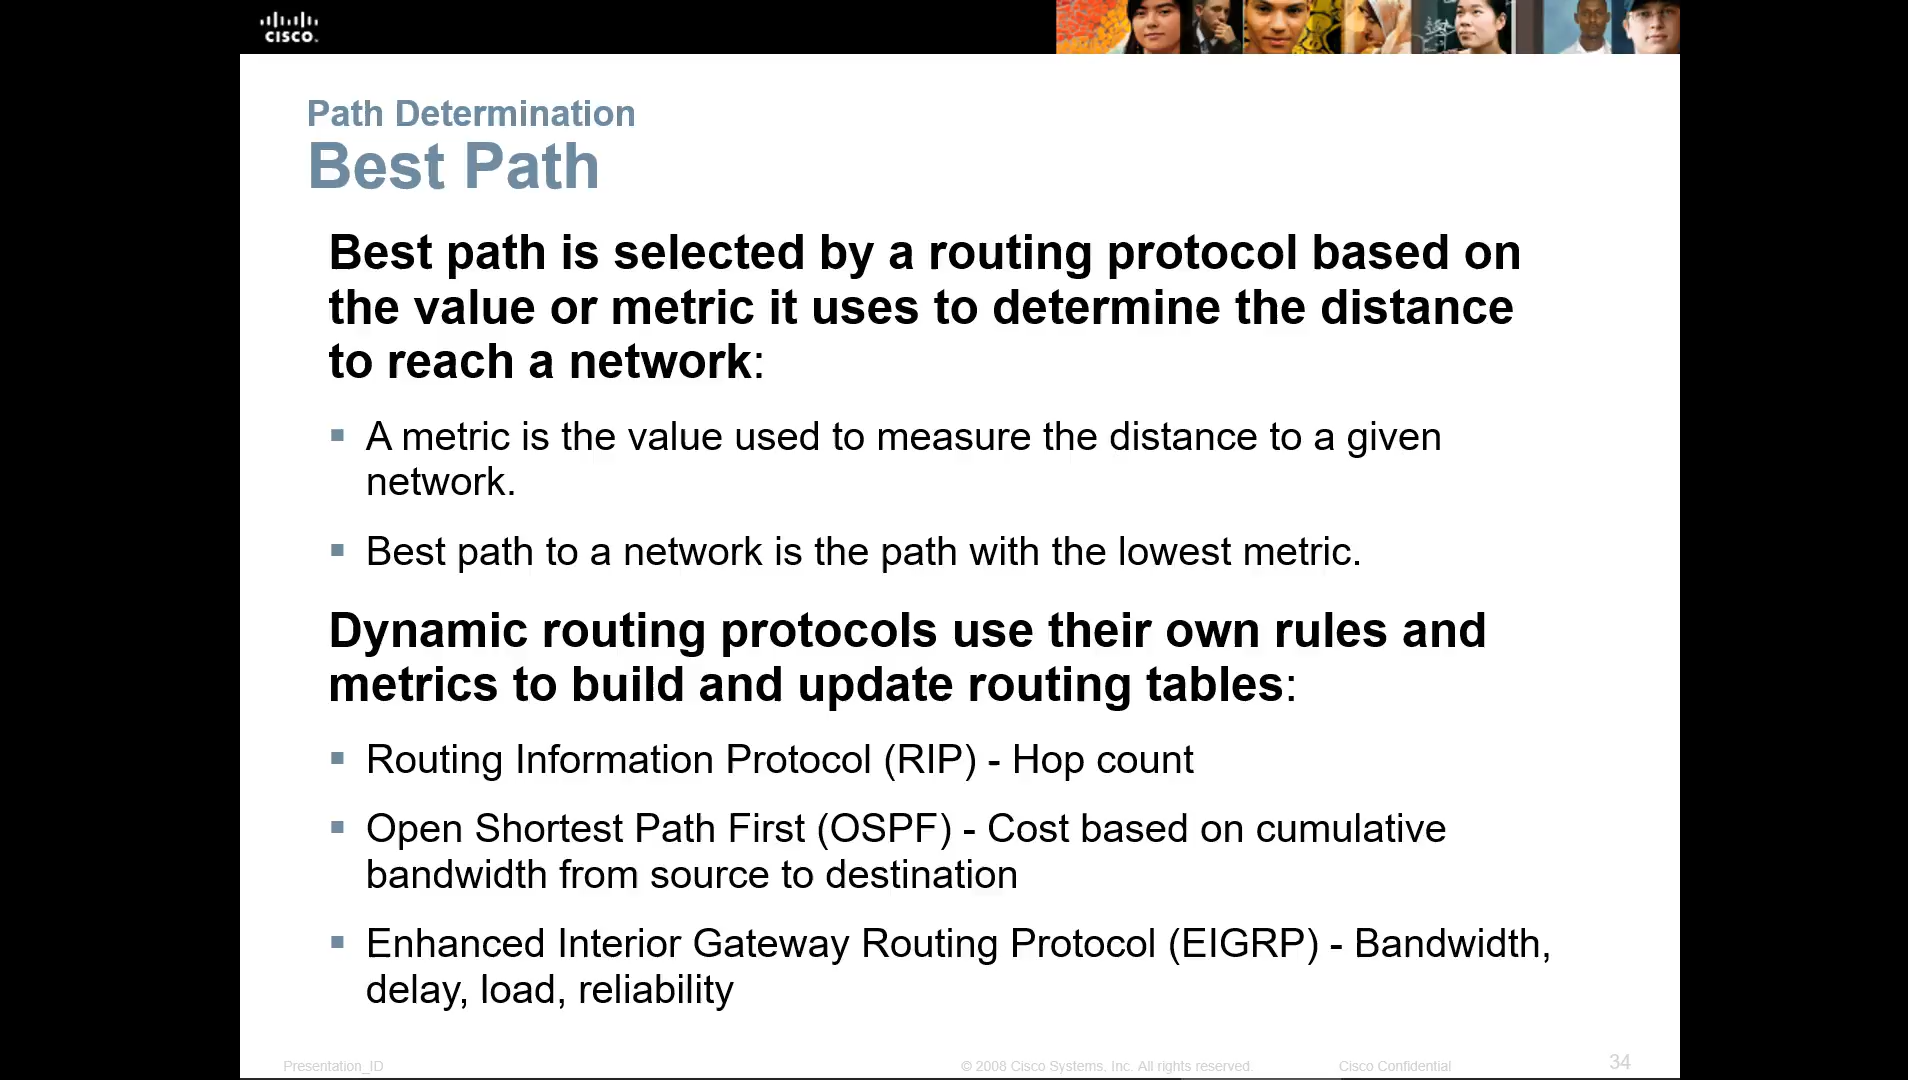 CISCO.
Path Determination
Best Path
Best path is selected by a routing protocol based on
the value or metric it uses to determine the distance
to reach a network:
▪ A metric is the value used to measure the distance to a given
network.
▪ Best path to a network is the path with the lowest metric.
Dynamic routing protocols use their own rules and
metrics to build and update routing tables:
▪ Routing Information Protocol (RIP) - Hop count
▪ Open Shortest Path First (OSPF) - Cost based on cumulative
bandwidth from source to destination
▪ Enhanced Interior Gateway Routing Protocol (EIGRP) - Bandwidth,
delay, load, reliability
Presentation_ID © 2008 Cisco Systems, Inc. All rights reserved. Cisco Confidential 34